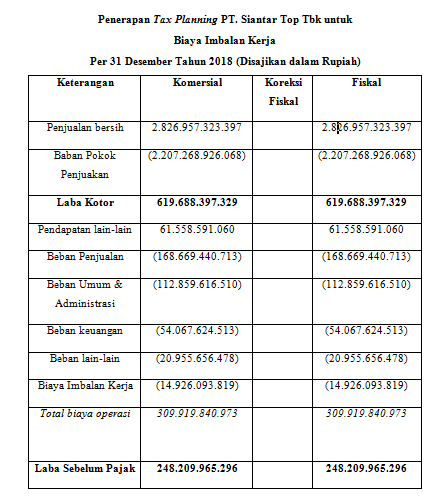 Penerapan Tax Planning PT. Siantar Top Tbk untuk
Biaya Imbalan Kerja
Per 31 Desember Tahun 2018 (Disajikan dalam Rupiah)
Keterangan Komersial Koreksi Fiskal Fiskal
Penjualan bersih 2.826.957.323.397 2.826.957.323.397
Baban Pokok Penjuakan (2.207.268.926.068) (2.207.268.926.068)
Laba Kotor 619.688.397.329 619.688.397.329
Pendapatan lain-lain 61.558.591.060 61.558.591.060
Beban Penjualan (168.669.440.713) (168.669.440.713)
Beban Umum & Administrasi (112.859.616.510) (112.859.616.510)
Beban keuangan (54.067.624.513) (54.067.624.513)
Beban lain-lain (20.955.656.478) (20.955.656.478)
Biaya Imbalan Kerja (14.926.093.819) (14.926.093.819)
Total biaya operasi 309.919.840.973 309.919.840.973
Laba Sebelum Pajak 248.209.965.296 248.209.965.296